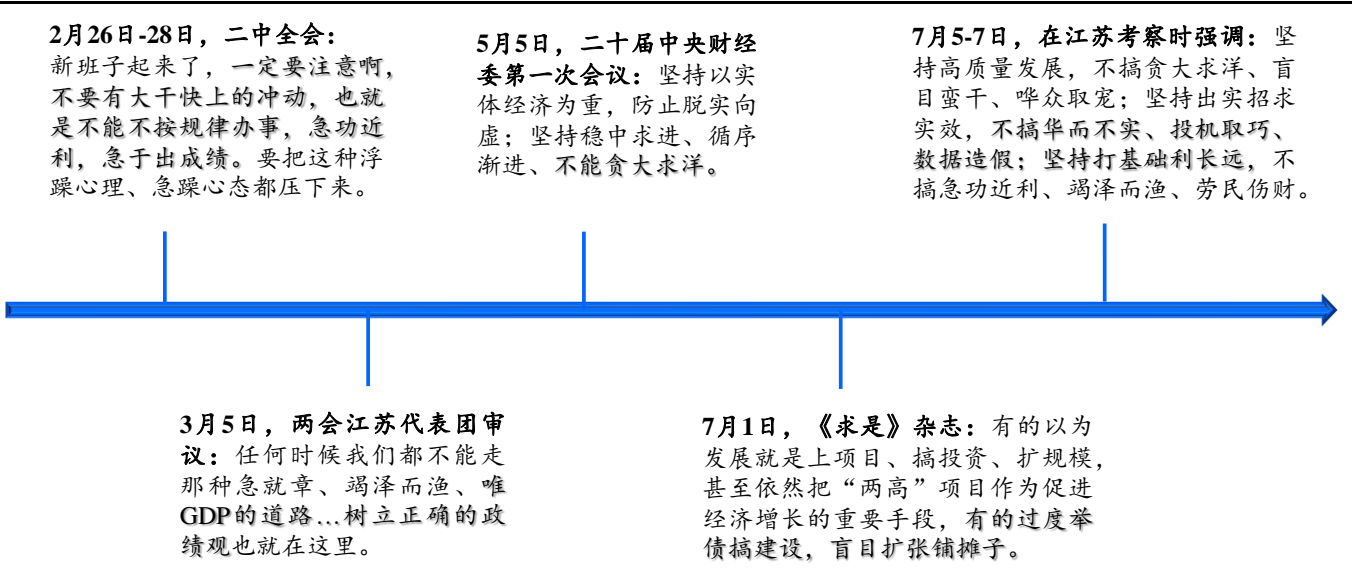 2月26日-28日，二中全会：
新班子起来了，一定要注意啊，
不要有大干快上的冲动，也就
是不能不按规律办事，急功近
利，急于出成绩。要把这种浮
躁心理、急躁心态都压下来。
5月5日，二十届中央财经
委第一次会议：坚持以实
体经济为重，防止脱实向
虚；坚持稳中求进、循序
渐进、不能贪大求洋。
7月5-7日，在江苏考察时强调：坚
持高质量发展，不搞贪大求洋、盲
目蛮干、哗众取宠；坚持出实招求
实效，不搞华而不实、投机取巧、
数据造假；坚持打基础利长远，不
搞急功近利、竭泽而渔、劳民伤财。
3月5日，两会江苏代表团审
议：任何时候我们都不能走
那种急就章、竭泽而渔、唯
GDP的道路…树立正确的政
绩观也就在这里。
7月1日，《求是》杂志：有的以为
发展就是上项目、搞投资、扩规模，
甚至依然把“两高”项目作为促进
经济增长的重要手段，有的过度举
债搞建设，盲目扩张铺摊子。